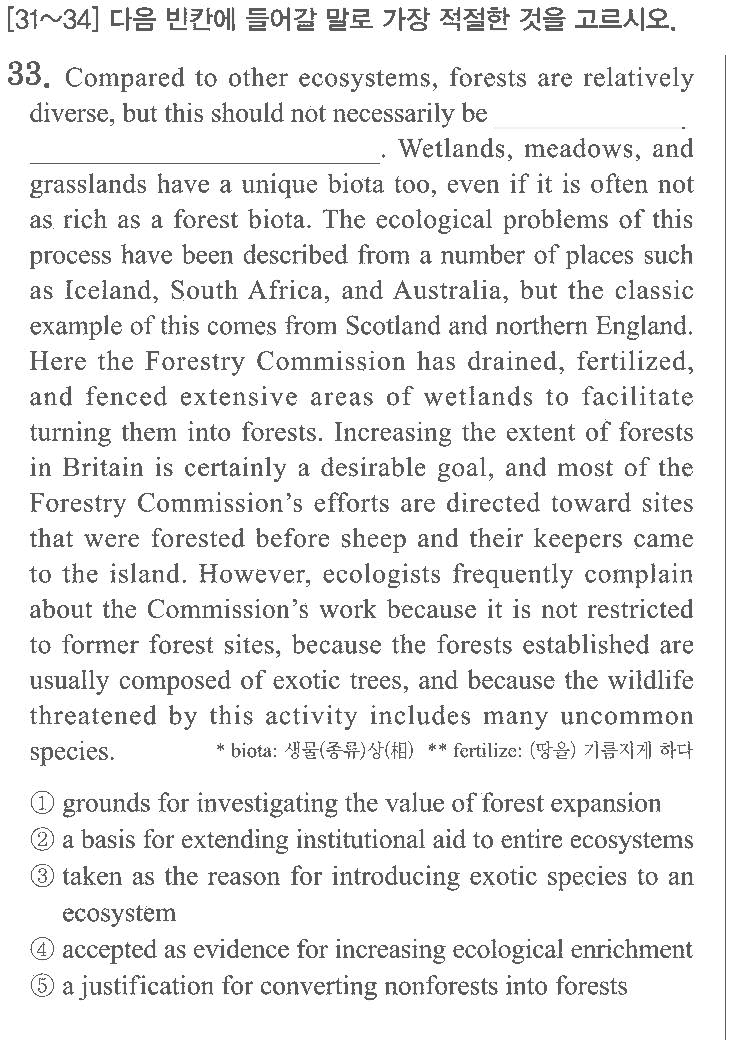 [31～34] 다음 빈칸에 들어갈 말로 가장 적절한 것을 고르시오.
33. Compared to other ecosystems, forests are relatively
diverse, but this should not necessarily be ____________
____________. Wetlands, meadows, and
grasslands have a unique biota too, even if it is often not
as rich as a forest biota. The ecological problems of this
process have been described from a number of places such
as Iceland, South Africa, and Australia, but the classic
example of this comes from Scotland and northern England.
Here the Forestry Commission has drained, fertilized,
and fenced extensive areas of wetlands to facilitate
turning them into forests. Increasing the extent of forests
in Britain is certainly a desirable goal, and most of the
Forestry Commission's efforts are directed toward sites
that were forested before sheep and their keepers came
to the island. However, ecologists frequently complain
about the Commission's work because it is not restricted
to former forest sites, because the forests established are
usually composed of exotic trees, and because the wildlife
threatened by this activity includes many uncommon
species. * biota: 생물(종류)상(相) ** fertilize: (땅을) 기름지게 하다
① grounds for investigating the value of forest expansion
② a basis for extending institutional aid to entire ecosystems
③ taken as the reason for introducing exotic species to an
ecosystem
④ accepted as evidence for increasing ecological enrichment
⑤ a justification for converting nonforests into forests